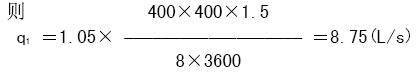 则
400×400×1.5
q₁ =1.05× ———————————— =8.75(L/s)
8×3600